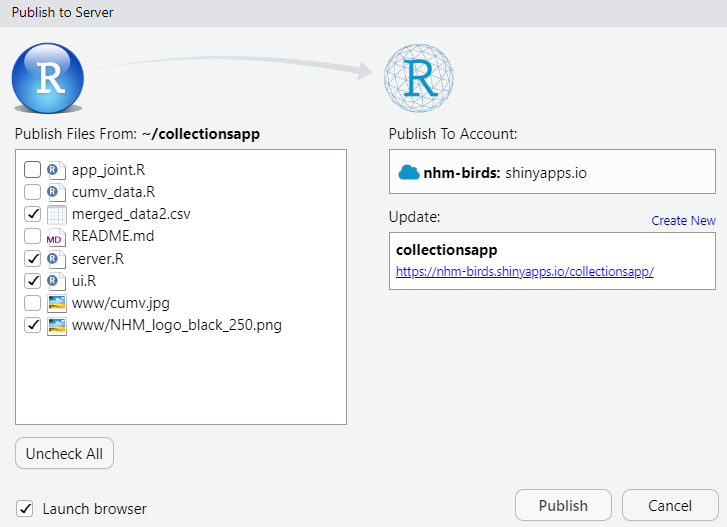 Publish to Server
R
R
Publish Files From: ~/collectionsapp
app_joint.R
cumv_data.R
merged_data2.csv
MD README.md
server.R
ui.R
www/cumv.jpg
www/NHM_logo_black_250.png
Uncheck All
Launch browser
Publish To Account:
nhm-birds: shinyapps.io
Update: Create New
collectionsapp
https://nhm-birds.shinyapps.io/collectionsapp/
Publish Cancel